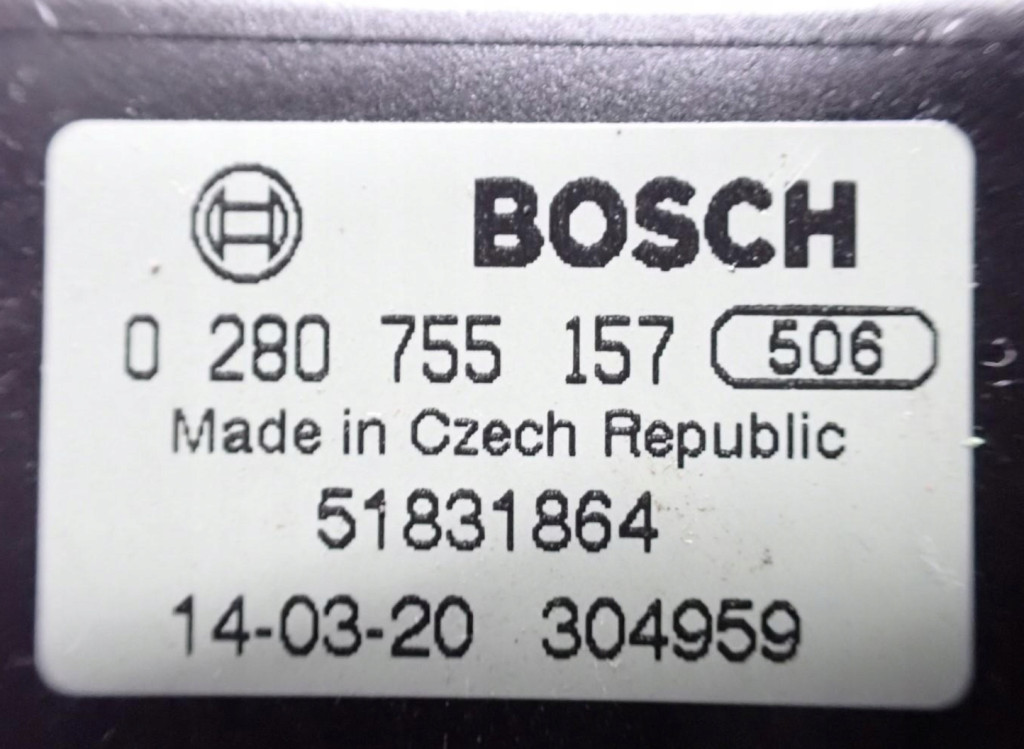 BOSCH
0 280 755 157 506
Made in Czech Republic
51831864
14-03-20 304959